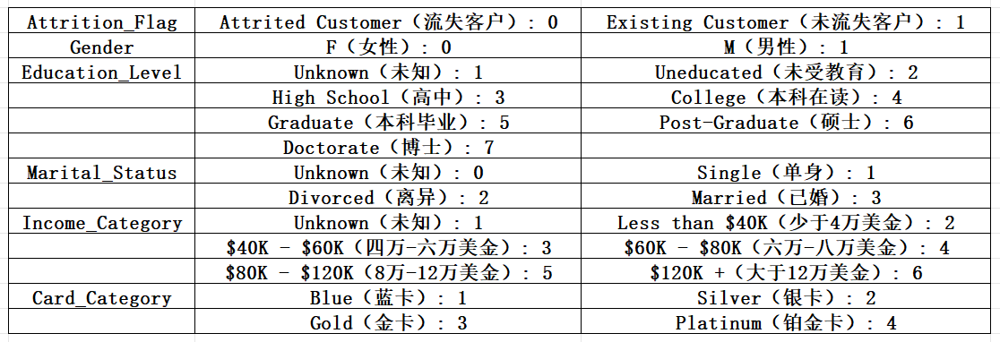 Attrition_Flag Attrited Customer（流失客户）: 0 Existing Customer（未流失客户）: 1
Gender F（女性）: 0 M（男性）: 1
Education_Level Unknown（未知）: 1 Uneducated（未受教育）: 2
High School（高中）: 3 College（本科在读）: 4
Graduate（本科毕业）: 5 Post-Graduate（硕士）: 6
Doctorate（博士）: 7
Marital_Status Unknown（未知）: 0 Single（单身）: 1
Divorced（离异）: 2 Married（已婚）: 3
Income_Category Unknown（未知）: 1 Less than $40K（少于4万美金）: 2
$40K - $60K（四万-六万美金）: 3 $60K - $80K（六万-八万美金）: 4
$80K - $120K（8万-12万美金）: 5 $120K +（大于12万美金）: 6
Card_Category Blue（蓝卡）: 1 Silver（银卡）: 2
Gold（金卡）: 3 Platinum（铂金卡）: 4